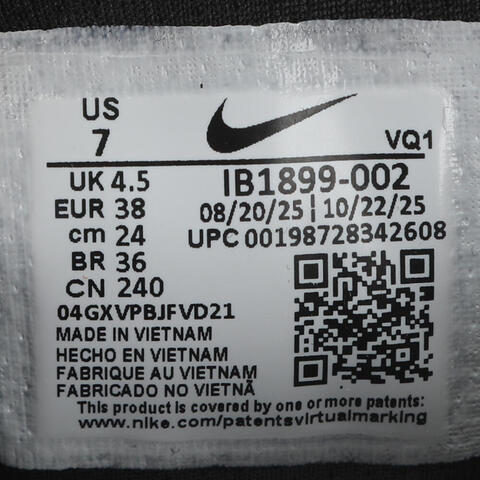 US
7
VQ1
UK 4.5
IB1899-002
EUR 38
08/20/25 | 10/22/25
cm 24
UPC 00198728342608
BR 36
CN 240
04GXVPBJFVD21
MADE IN VIETNAM
HECHO EN VIETNAM
FABRIQUE AU VIETNAM
FABRICADO NO VIETNÃ
This product is covered by one or more patents:
www.nike.com/patentsvirtualmarking